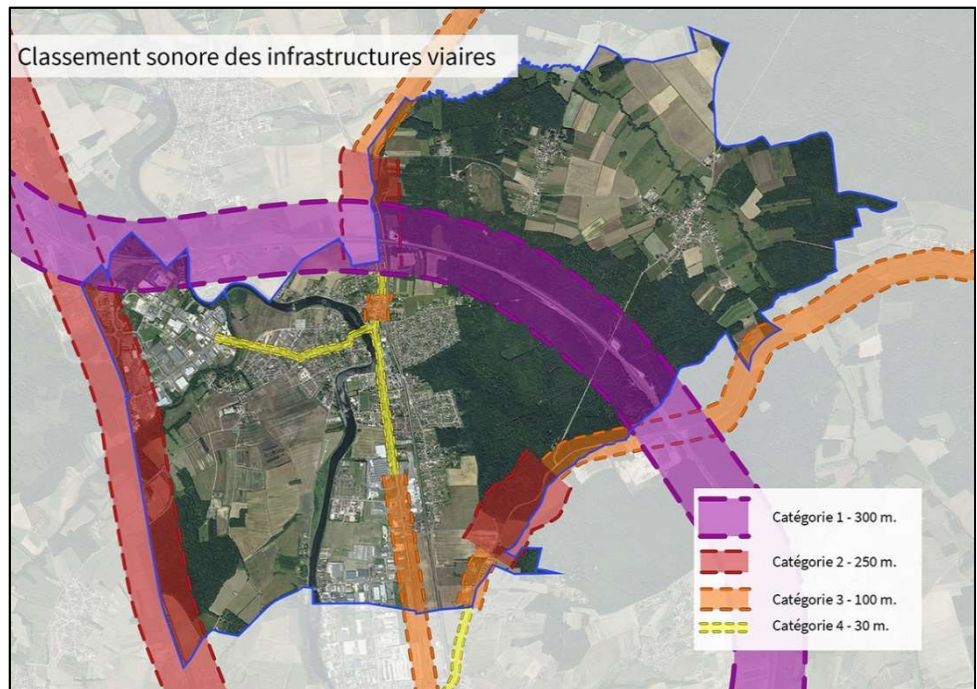 Classement sonore des infrastructures viaires
Catégorie 1 - 300 m.
Catégorie 2 - 250 m.
Catégorie 3 - 100 m.
Catégorie 4 - 30 m.